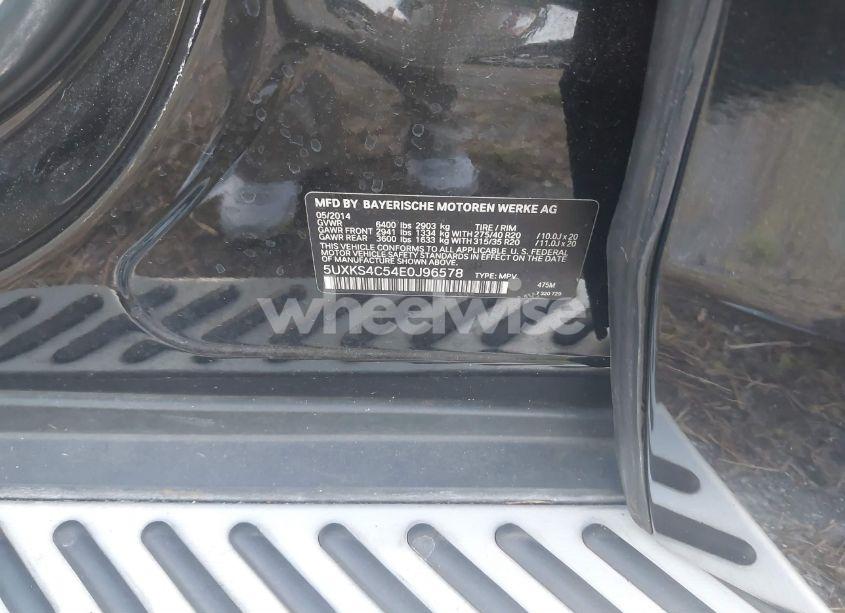 MFD BY BAYERISCHE MOTOREN WERKE AG
05/2014
GVWR 6400 lbs 2903 kg TIRE / RIM
GAWR FRONT 2941 lbs 1334 kg WITH 275/40 R20 /10.0J x 20
GAWR REAR 3600 lbs 1633 kg WITH 315/35 R20 /11.0J x 20
THIS VEHICLE CONFORMS TO ALL APPLICABLE U. S. FEDERAL
MOTOR VEHICLE SAFETY STANDARDS IN EFFECT ON THE DATE
OF MANUFACTURE SHOWN ABOVE.
5UXKS4C54E0J96578 TYPE: MPV
475M
7 320 720
wheelwise